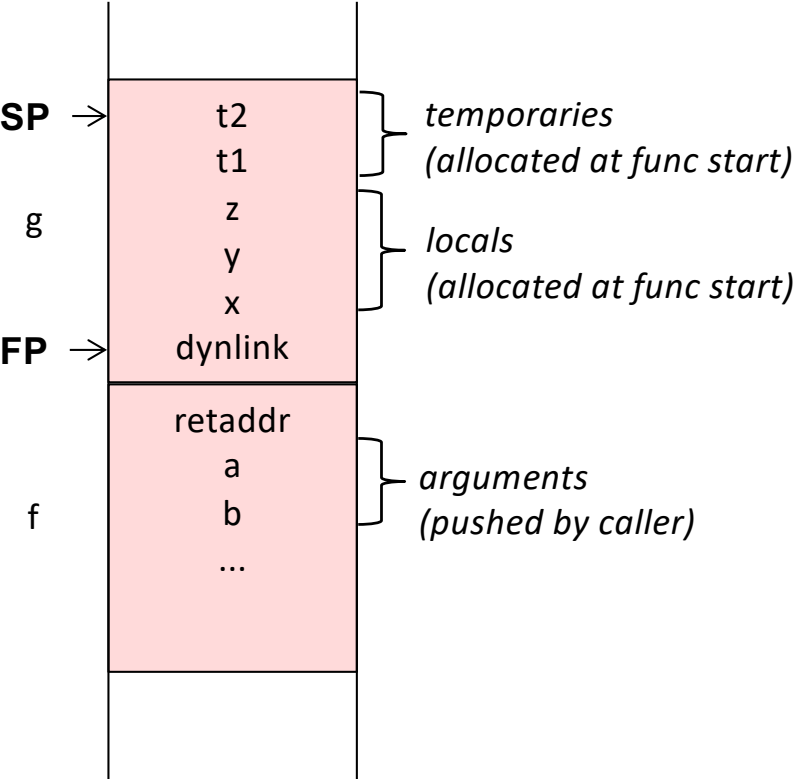 SP
t2
temporaries
t1
(allocated at func start)
g
z
locals
y
(allocated at func start)
x
FP
dynlink
retaddr
a
arguments
f
b
(pushed by caller)
...